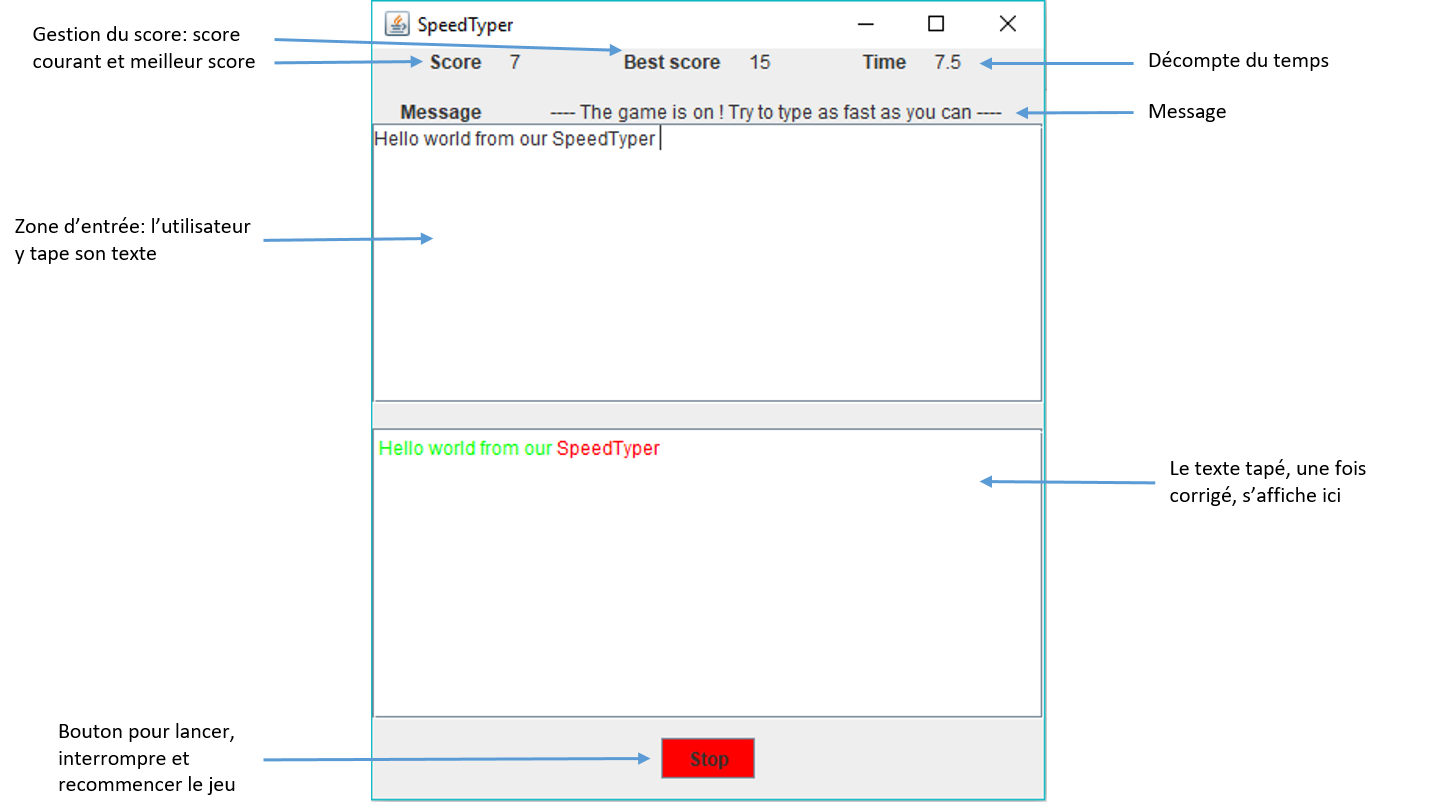 SpeedTyper
Gestion du score: score
courant et meilleur score
Score 7 Best score 15 Time 7.5
Décompte du temps
Message ---- The game is on ! Try to type as fast as you can ----
Message
Hello world from our SpeedTyper
Zone d’entrée: l’utilisateur
y tape son texte
Hello world from our SpeedTyper
Le texte tapé, une fois
corrigé, s’affiche ici
Bouton pour lancer,
interrompre et
recommencer le jeu
Stop